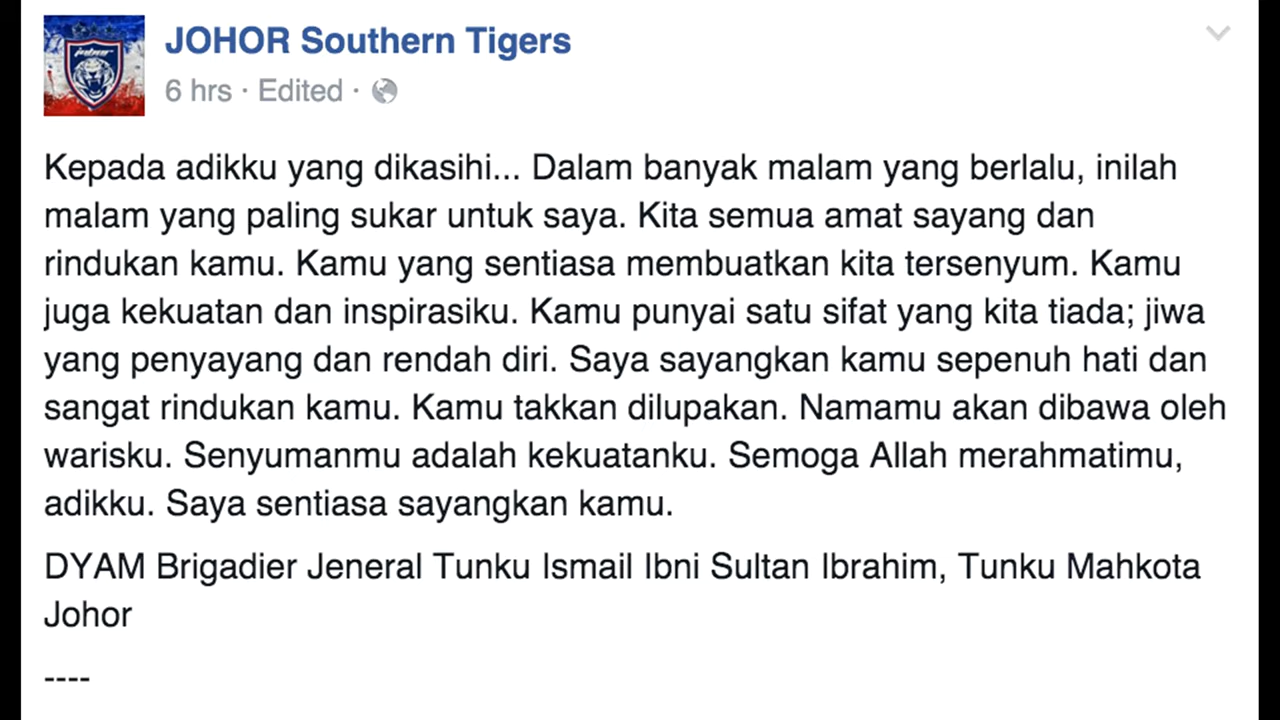 JOHOR Southern Tigers
6 hrs · Edited ·
Kepada adikku yang dikasihi... Dalam banyak malam yang berlalu, inilah
malam yang paling sukar untuk saya. Kita semua amat sayang dan
rindukan kamu. Kamu yang sentiasa membuatkan kita tersenyum. Kamu
juga kekuatan dan inspirasiku. Kamu punyai satu sifat yang kita tiada; jiwa
yang penyayang dan rendah diri. Saya sayangkan kamu sepenuh hati dan
sangat rindukan kamu. Kamu takkan dilupakan. Namamu akan dibawa oleh
warisku. Senyumanmu adalah kekuatanku. Semoga Allah merahmatimu,
adikku. Saya sentiasa sayangkan kamu.
DYAM Brigadier Jeneral Tunku Ismail Ibni Sultan Ibrahim, Tunku Mahkota
Johor
----